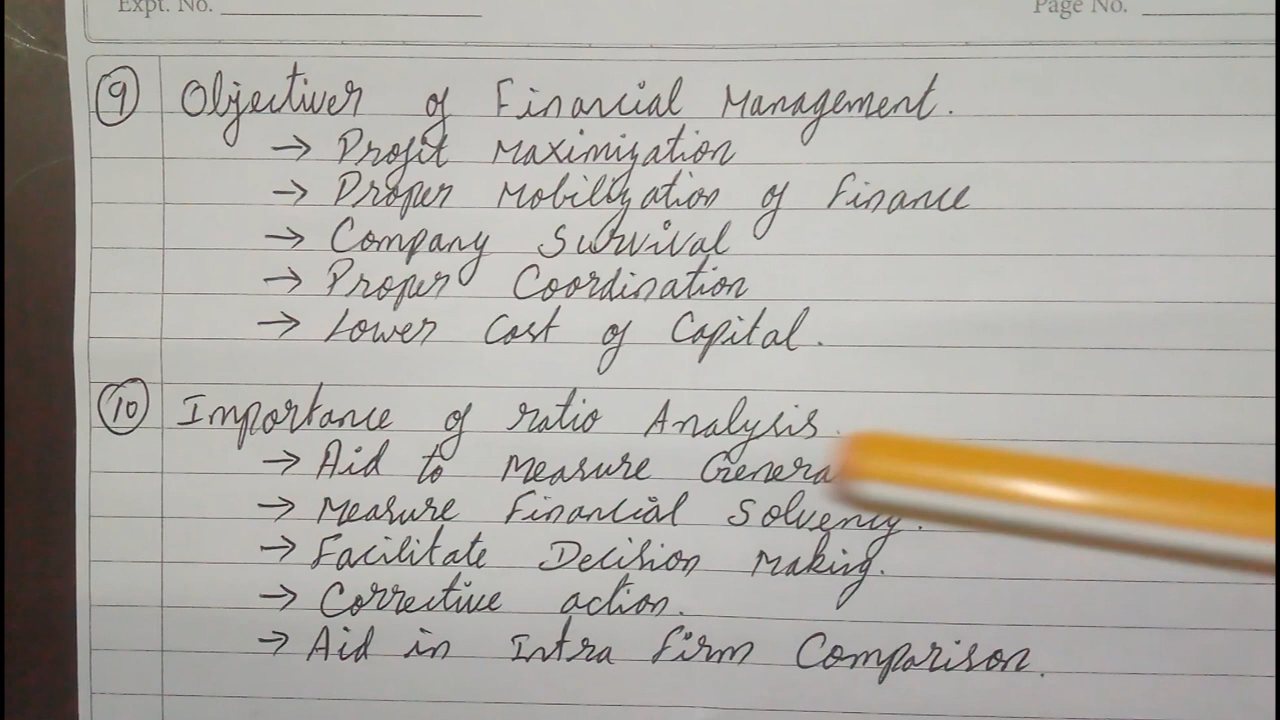 Expt. No.
Page No.
9 Objectives of Financial Management.
→ Profit Maximization
→ Proper Mobilization of Finance
→ Company Survival
→ Proper Coordination
→ Lower Cost of Capital.
10 Importance of ratio Analysis.
→ Aid to Measure
→ Measure Financial Solvency.
→ Facilitate Decision Making.
→ Corrective action.
→ Aid in Intra Firm Comparison.